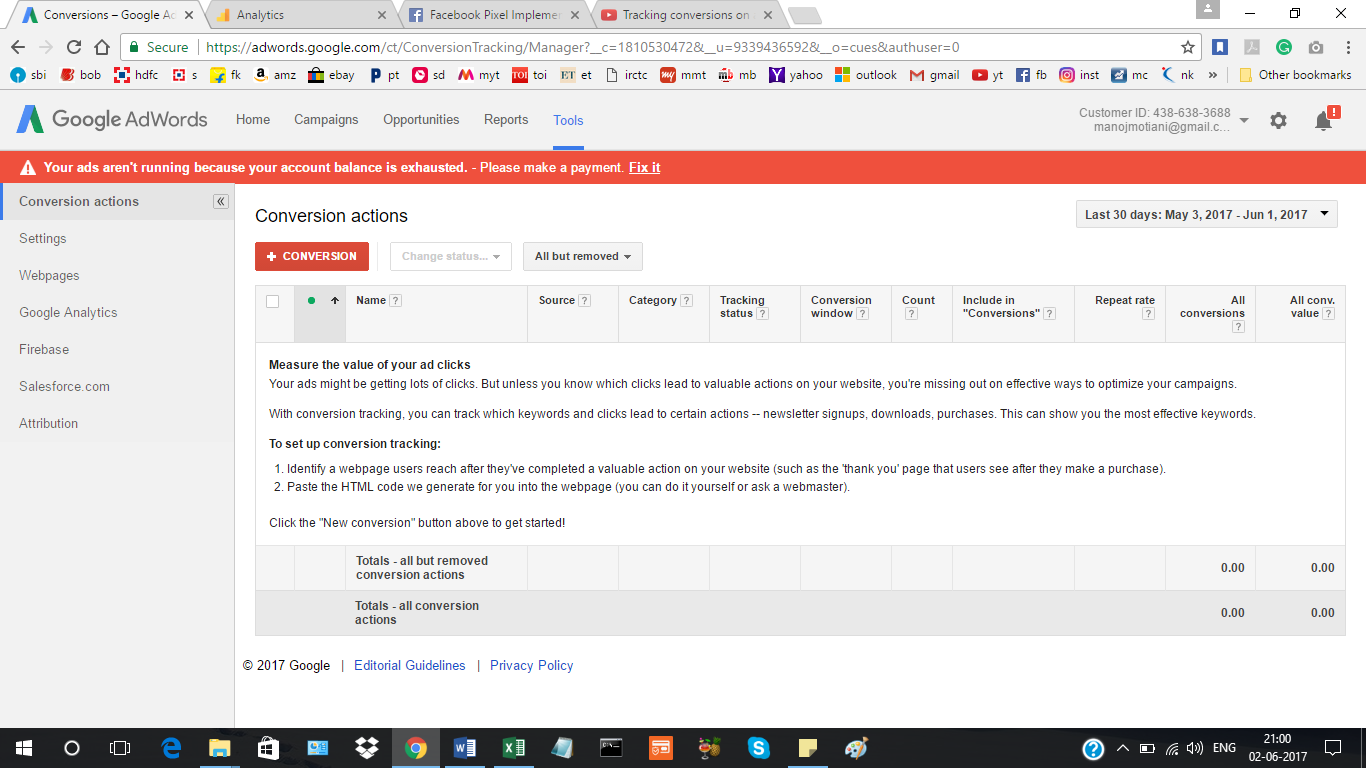 Conversions – Google Ac
Analytics
Facebook Pixel Implemer
Tracking conversions on
Secure
https://adwords.google.com/ct/ConversionTracking/Manager?__c=1810530472&__u=9339436592&__o=cues&authuser=0
sbi bob hdfc s fk amz ebay pt sd myt toi et irctc mmt mb yahoo outlook gmail yt fb inst mc nk » Other bookmarks
Google AdWords
Home Campaigns Opportunities Reports Tools
Customer ID: 438-638-3688
manojmotiani@gmail.c...
Your ads aren't running because your account balance is exhausted. - Please make a payment. Fix it
Conversion actions
Settings
Webpages
Google Analytics
Firebase
Salesforce.com
Attribution
Conversion actions
Last 30 days: May 3, 2017 - Jun 1, 2017
+ CONVERSION
Change status...
All but removed
Name ?
Source ?
Category ?
Tracking
status ?
Conversion
window ?
Count
?
Include in
"Conversions" ?
Repeat rate
?
All
conversions
?
All conv.
value ?
Measure the value of your ad clicks
Your ads might be getting lots of clicks. But unless you know which clicks lead to valuable actions on your website, you're missing out on effective ways to optimize your campaigns.
With conversion tracking, you can track which keywords and clicks lead to certain actions -- newsletter signups, downloads, purchases. This can show you the most effective keywords.
To set up conversion tracking:
1. Identify a webpage users reach after they've completed a valuable action on your website (such as the 'thank you' page that users see after they make a purchase).
2. Paste the HTML code we generate for you into the webpage (you can do it yourself or ask a webmaster).
Click the "New conversion" button above to get started!
Totals - all but removed
conversion actions
0.00
0.00
Totals - all conversion
actions
0.00
0.00
© 2017 Google | Editorial Guidelines | Privacy Policy
ENG
21:00
02-06-2017